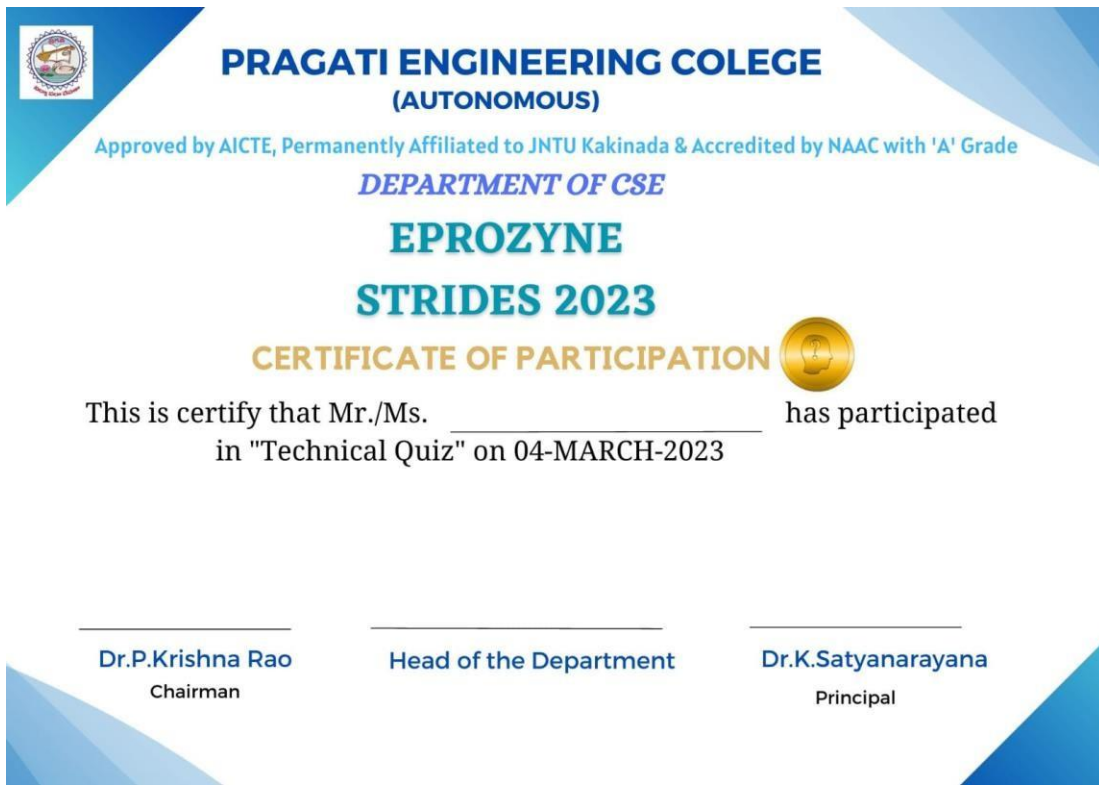 PRAGATI ENGINEERING COLEGE
(AUTONOMOUS)
Approved by AICTE, Permanently Affiliated to JNTU Kakinada & Accredited by NAAC with 'A' Grade
DEPARTMENT OF CSE
EPROZYNE
STRIDES 2023
CERTIFICATE OF PARTICIPATION
This is certify that Mr./Ms. has participated
in "Technical Quiz" on 04-MARCH-2023
Dr.P.Krishna Rao Head of the Department Dr.K.Satyanarayana
Chairman Principal